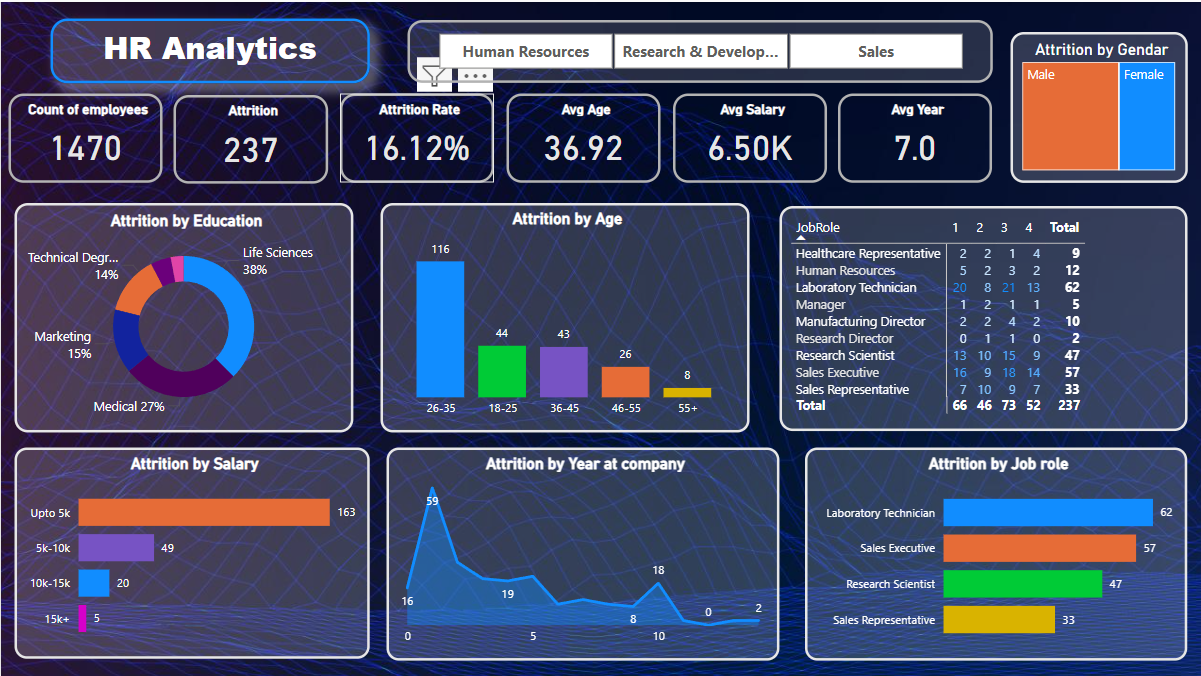 HR Analytics
Human Resources
Research & Develop...
Sales
Attrition by Gendar
Male
Female
Count of employees
1470
Attrition
237
Attrition Rate
16.12%
Avg Age
36.92
Avg Salary
6.50K
Avg Year
7.0
Attrition by Education
Life Sciences
38%
Technical Degr...
14%
Marketing
15%
Medical 27%
Attrition by Age
116
44
43
26
8
26-35
18-25
36-45
46-55
55+
JobRole 1 2 3 4 Total
Healthcare Representative 2 2 1 4 9
Human Resources 5 2 3 2 12
Laboratory Technician 20 8 21 13 62
Manager 1 2 1 1 5
Manufacturing Director 2 2 4 2 10
Research Director 0 1 1 0 2
Research Scientist 13 10 15 9 47
Sales Executive 16 9 18 14 57
Sales Representative 7 10 9 7 33
Total 66 46 73 52 237
Attrition by Salary
Upto 5k 163
5k-10k 49
10k-15k 20
15k+ 5
Attrition by Year at company
59
16
19
8
18
0
2
0 5 10
Attrition by Job role
Laboratory Technician 62
Sales Executive 57
Research Scientist 47
Sales Representative 33